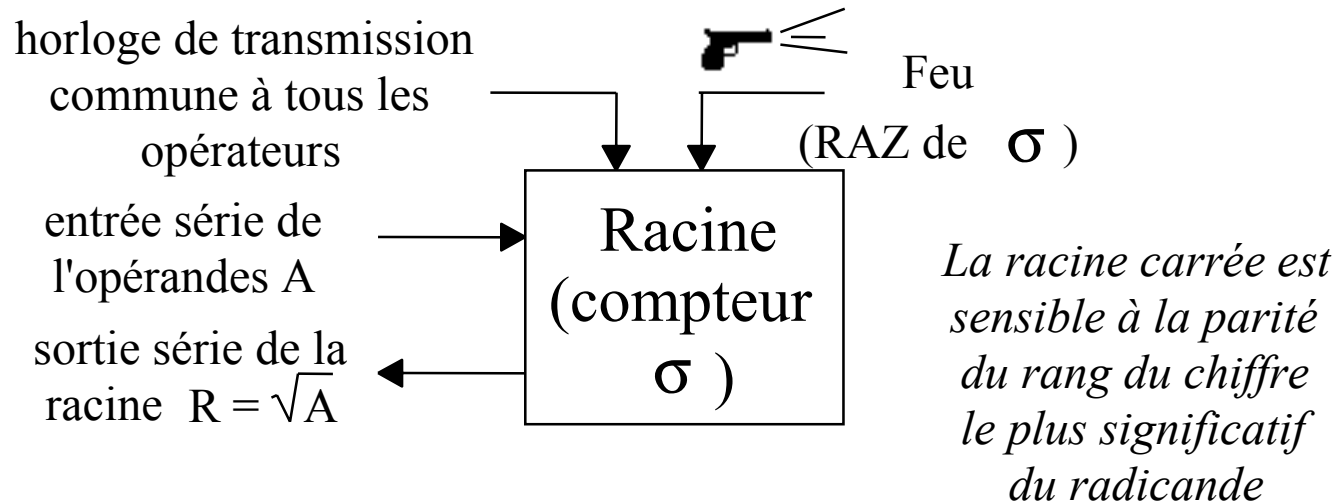 horloge de transmission
commune à tous les
opérateurs
Feu
(RAZ de σ )
entrée série de
l'opérandes A
sortie série de la
racine R = √A
Racine
(compteur
σ )
La racine carrée est
sensible à la parité
du rang du chiffre
le plus significatif
du radicande